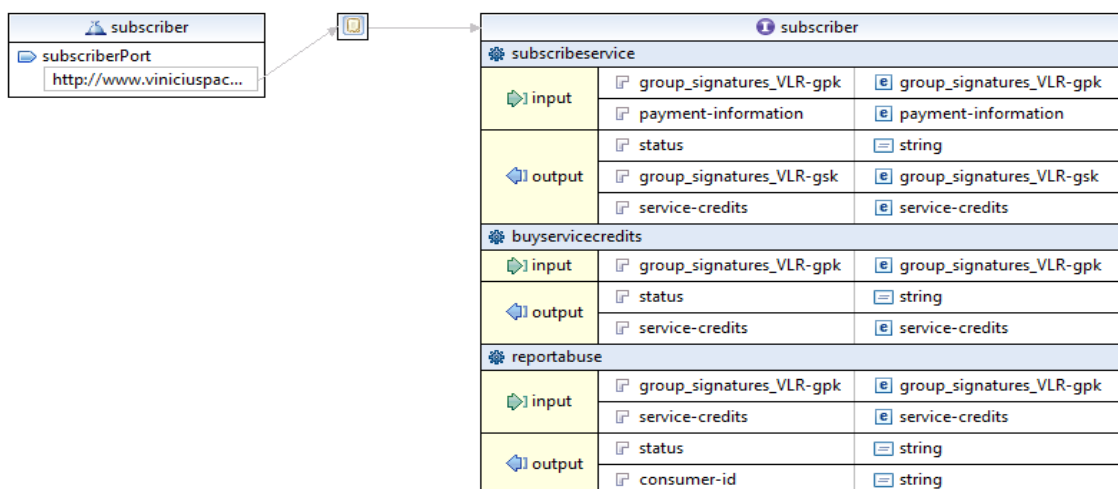 subscriber
subscriberPort
http://www.viniciuspac...
subscriber
subscribeservice
input
group_signatures_VLR-gpk group_signatures_VLR-gpk
payment-information payment-information
output
status string
group_signatures_VLR-gsk group_signatures_VLR-gsk
service-credits service-credits
buyservicecredits
input group_signatures_VLR-gpk group_signatures_VLR-gpk
output
status string
service-credits service-credits
reportabuse
input
group_signatures_VLR-gpk group_signatures_VLR-gpk
service-credits service-credits
output
status string
consumer-id string